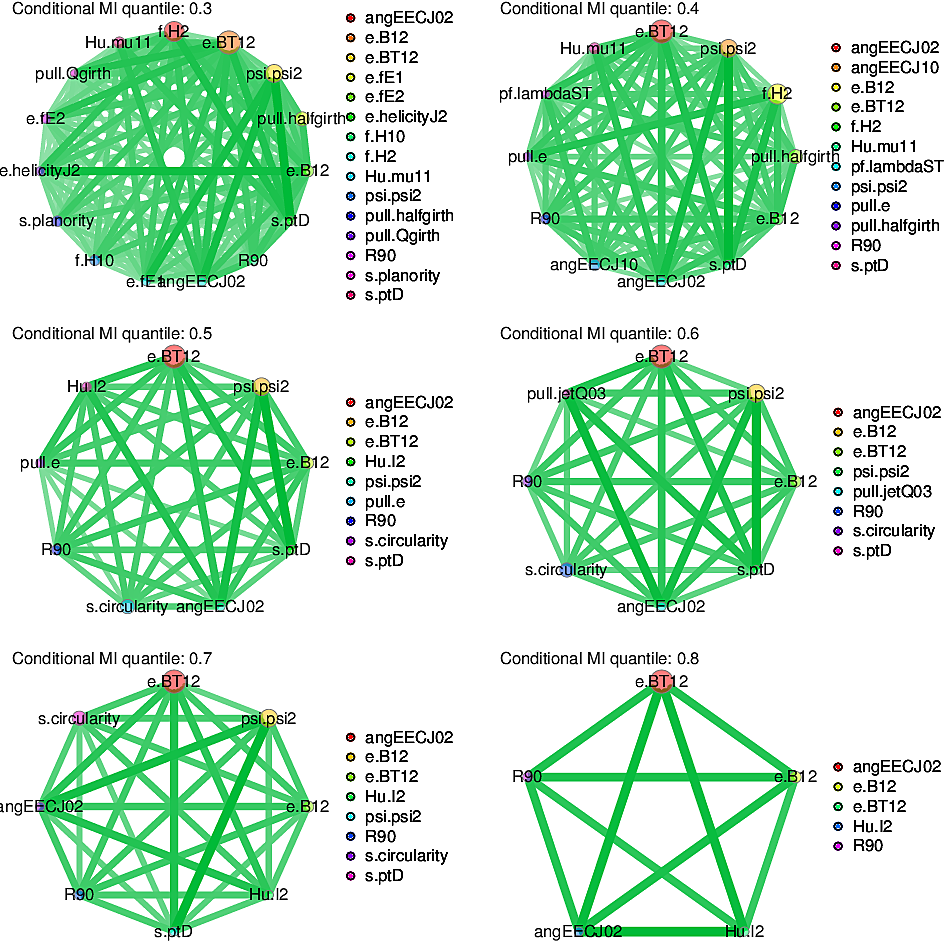 Conditional MI quantile: 0.3
f.H2
e.BT12
psi.psi2
pull.halfgirth
e.B12
s.ptD
R90
angEECJ02
e.fE1
f.H10
s.planority
e.helicityJ2
e.fE2
pull.Qgirth
Hu.mu11
angEECJ02
e.B12
e.BT12
e.fE1
e.fE2
e.helicityJ2
f.H10
f.H2
Hu.mu11
psi.psi2
pull.halfgirth
pull.Qgirth
R90
s.planority
s.ptD
Conditional MI quantile: 0.4
e.BT12
psi.psi2
f.H2
pull.halfgirth
e.B12
s.ptD
angEECJ02
angEECJ10
R90
pull.e
pf.lambdaST
Hu.mu11
angEECJ02
angEECJ10
e.B12
e.BT12
f.H2
Hu.mu11
pf.lambdaST
psi.psi2
pull.e
pull.halfgirth
R90
s.ptD
Conditional MI quantile: 0.5
e.BT12
psi.psi2
e.B12
s.ptD
angEECJ02
s.circularity
R90
pull.e
Hu.I2
angEECJ02
e.B12
e.BT12
Hu.I2
psi.psi2
pull.e
R90
s.circularity
s.ptD
Conditional MI quantile: 0.6
e.BT12
psi.psi2
e.B12
s.ptD
angEECJ02
s.circularity
R90
pull.jetQ03
angEECJ02
e.B12
e.BT12
psi.psi2
pull.jetQ03
R90
s.circularity
s.ptD
Conditional MI quantile: 0.7
e.BT12
psi.psi2
e.B12
Hu.I2
s.ptD
R90
angEECJ02
s.circularity
angEECJ02
e.B12
e.BT12
Hu.I2
psi.psi2
R90
s.circularity
s.ptD
Conditional MI quantile: 0.8
e.BT12
e.B12
Hu.I2
angEECJ02
R90
angEECJ02
e.B12
e.BT12
Hu.I2
R90